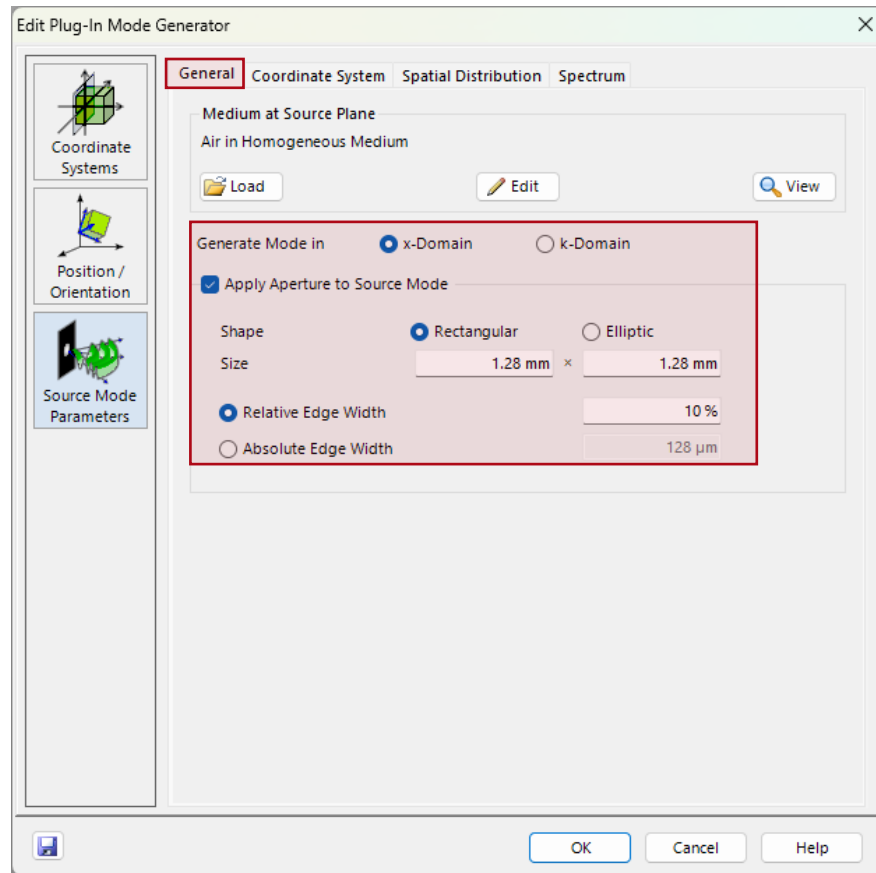 Edit Plug-In Mode Generator
General Coordinate System Spatial Distribution Spectrum
Coordinate
Systems
Position /
Orientation
Source Mode
Parameters
Medium at Source Plane
Air in Homogeneous Medium
Load Edit View
Generate Mode in x-Domain k-Domain
Apply Aperture to Source Mode
Shape Rectangular Elliptic
Size 1.28 mm × 1.28 mm
Relative Edge Width 10 %
Absolute Edge Width 128 µm
OK Cancel Help